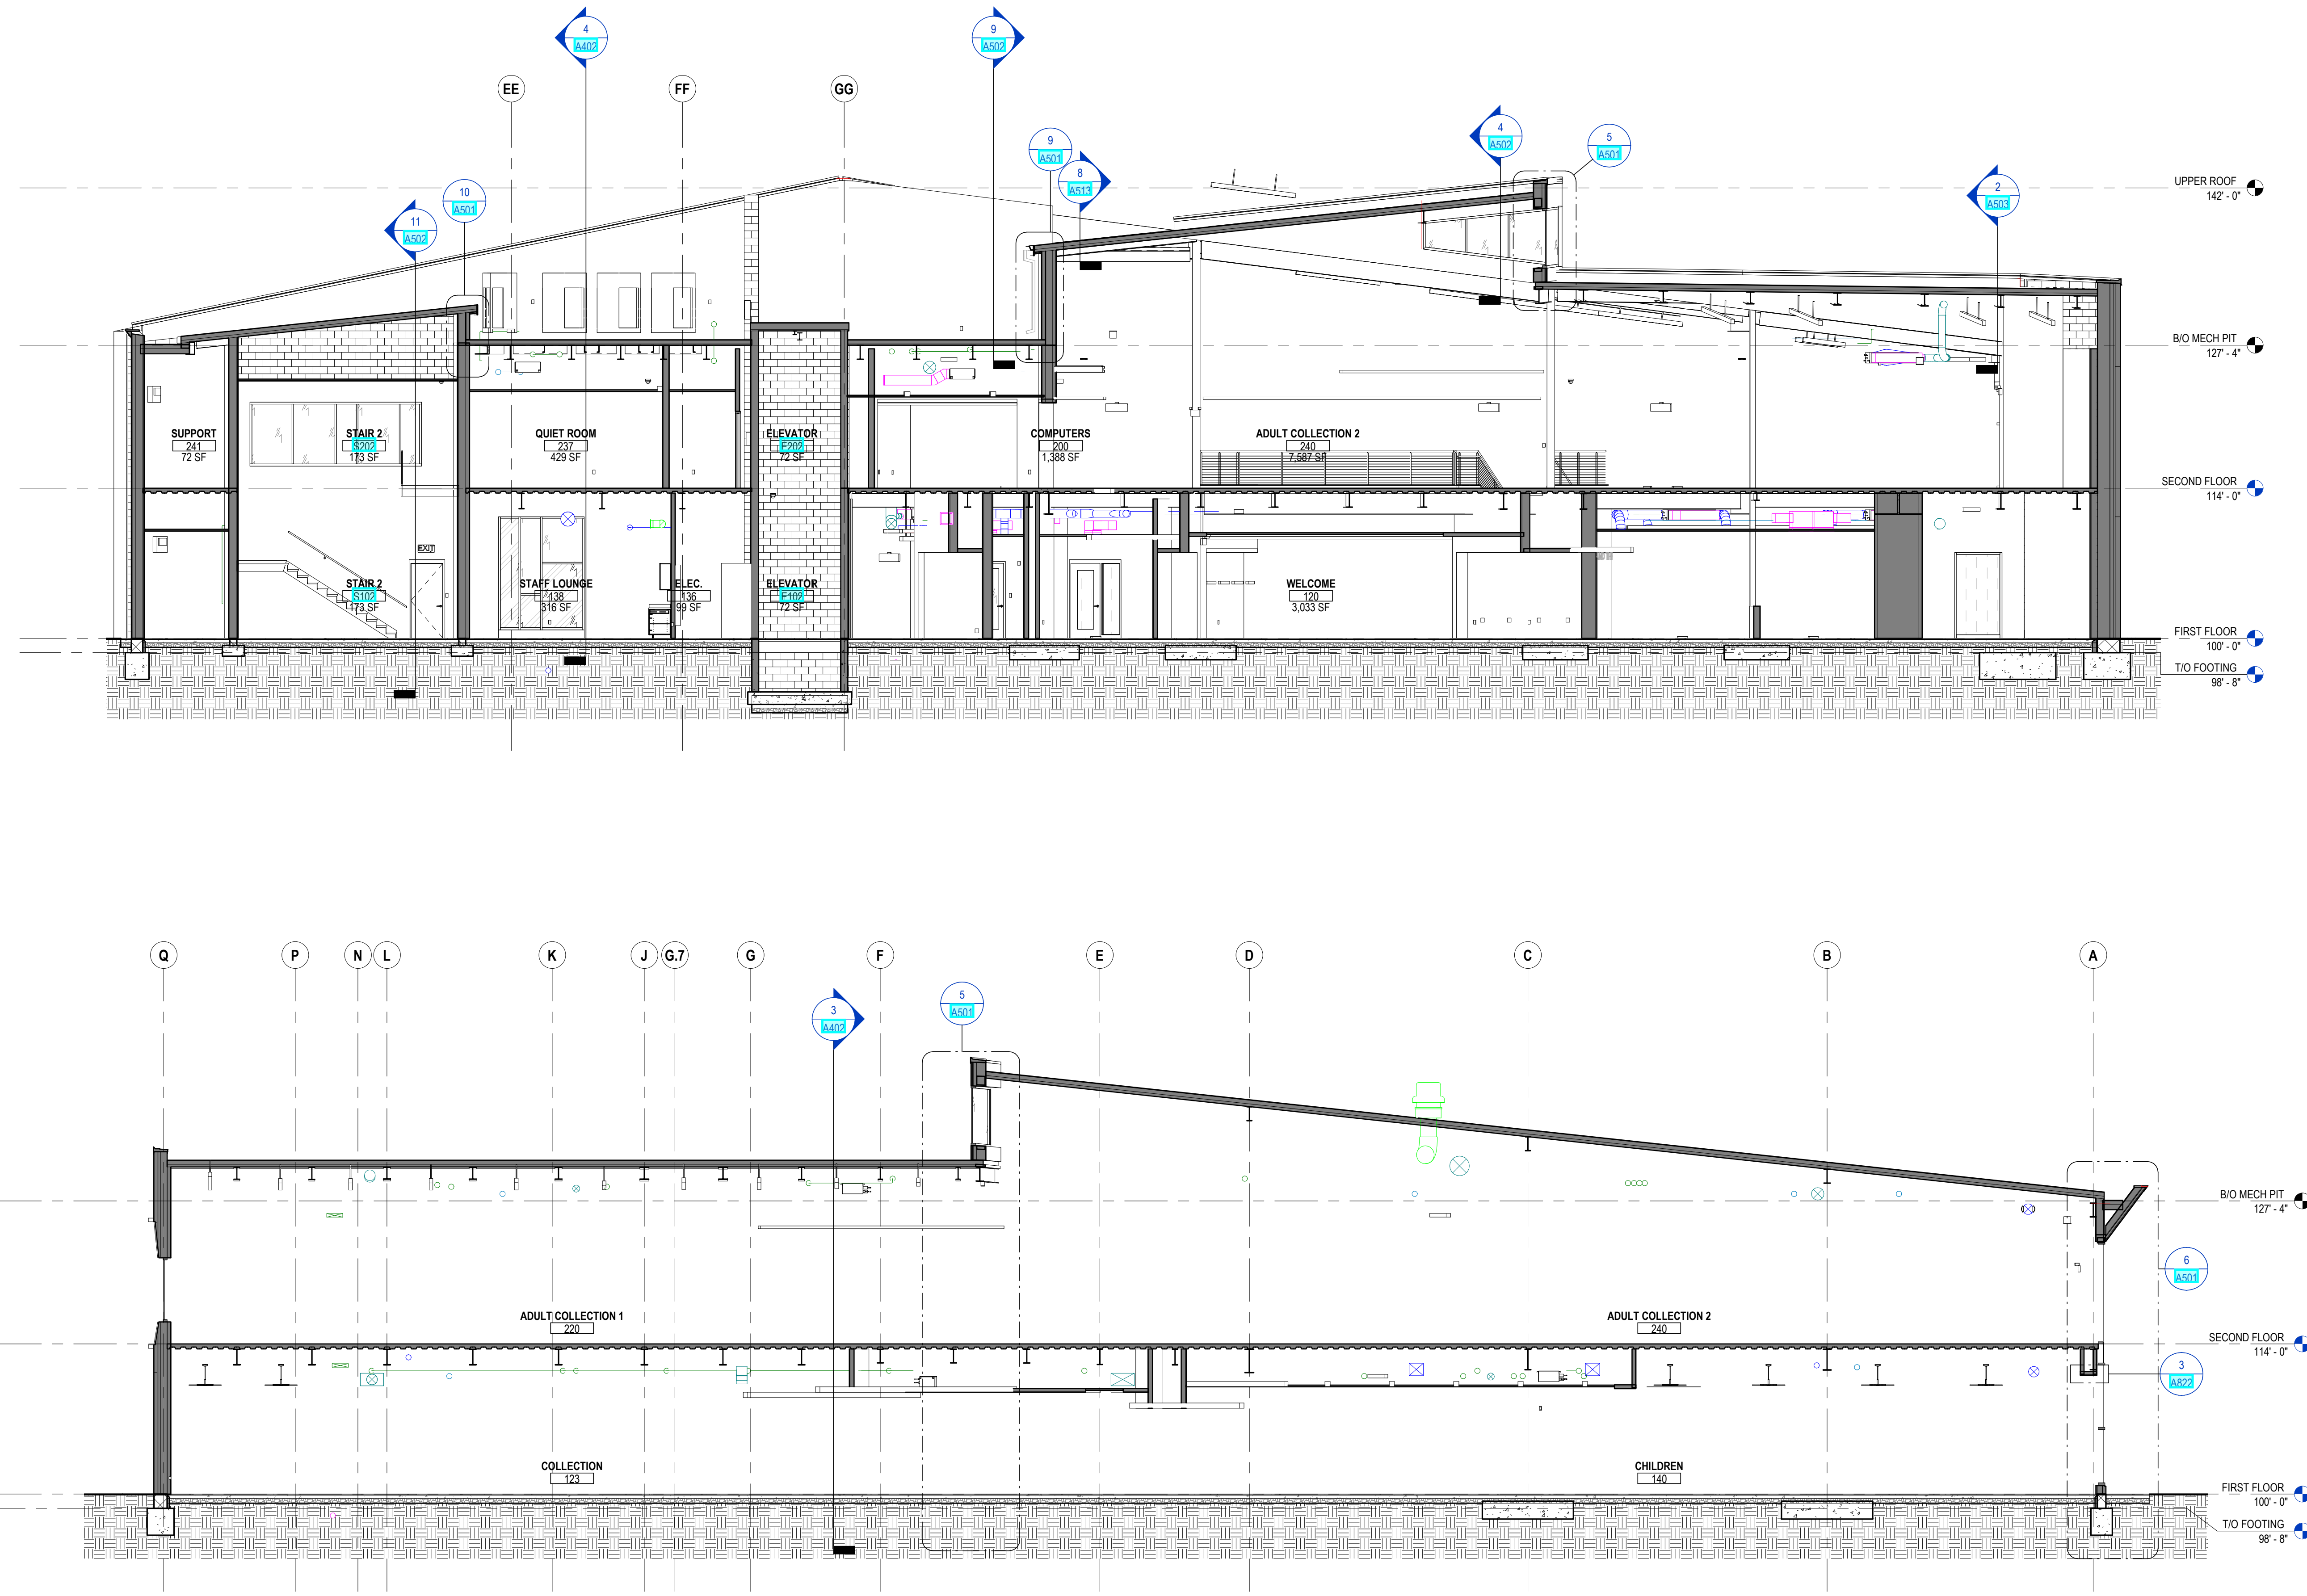 4
A402
9
A502
EE
FF
GG
9
A501
8
A513
4
A502
5
A501
10
A501
11
A502
2
A503
UPPER ROOF
142' - 0"
B/O MECH PIT
127' - 4"
SUPPORT
241
72 SF
STAIR 2
S202
173 SF
QUIET ROOM
237
429 SF
ELEVATOR
E202
72 SF
COMPUTERS
200
1,388 SF
ADULT COLLECTION 2
240
7,587 SF
SECOND FLOOR
114' - 0"
EXIT
STAIR 2
S102
173 SF
STAFF LOUNGE
138
316 SF
ELEC.
136
99 SF
ELEVATOR
E102
72 SF
WELCOME
120
3,033 SF
FIRST FLOOR
100' - 0"
T/O FOOTING
98' - 8"
Q
P
N
L
K
J
G.7
G
F
E
D
C
B
A
3
A402
5
A501
B/O MECH PIT
127' - 4"
6
A501
ADULT COLLECTION 1
220
ADULT COLLECTION 2
240
SECOND FLOOR
114' - 0"
3
A822
COLLECTION
123
CHILDREN
140
FIRST FLOOR
100' - 0"
T/O FOOTING
98' - 8"